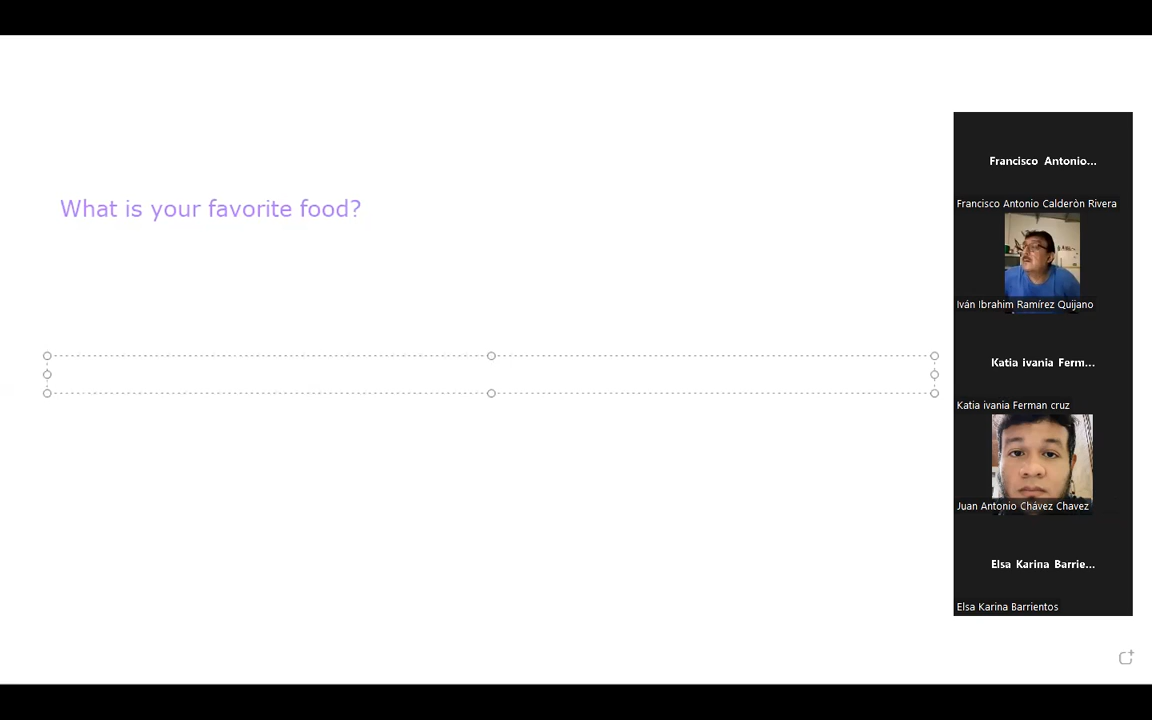 What is your favorite food?
Francisco Antonio...
Francisco Antonio Calderòn Rivera
Iván Ibrahim Ramírez Quijano
Katia ivania Ferm...
Katia ivania Ferman cruz
Juan Antonio Chávez Chavez
Elsa Karina Barrie...
Elsa Karina Barrientos